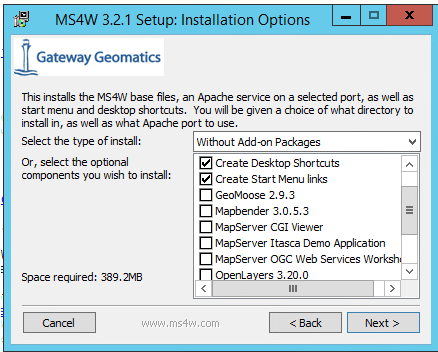 MS4W 3.2.1 Setup: Installation Options
Gateway Geomatics
This installs the MS4W base files, an Apache service on a selected port, as well as
start menu and desktop shortcuts. You will be given a choice of what directory to
install in, as well as what Apache port to use.
Select the type of install:
Without Add-on Packages
Or, select the optional
components you wish to install:
Create Desktop Shortcuts
Create Start Menu links
GeoMoose 2.9.3
Mapbender 3.0.5.3
MapServer CGI Viewer
MapServer Itasca Demo Application
MapServer OGC Web Services Worksho
OpenLayers 3.20.0
Space required: 389.2MB
Cancel
www.ms4w.com
< Back
Next >